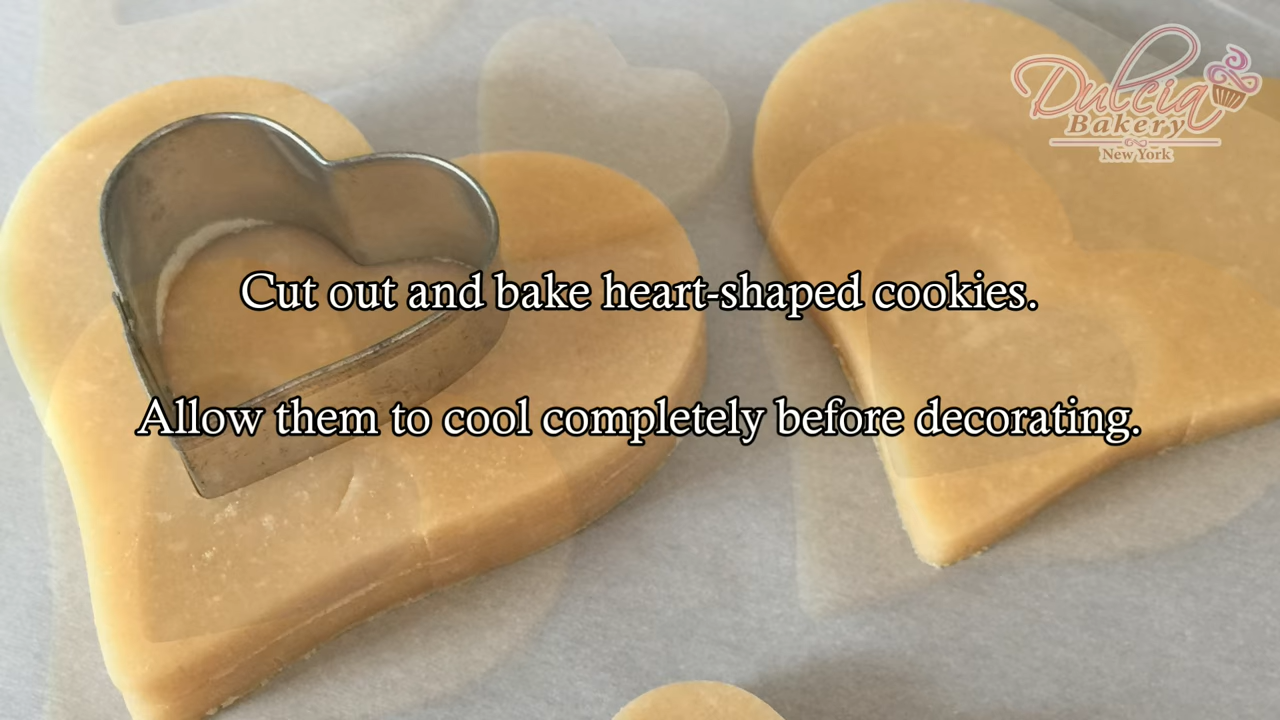 Dulcia
Bakery
New York
Cut out and bake heart-shaped cookies.
Allow them to cool completely before decorating.